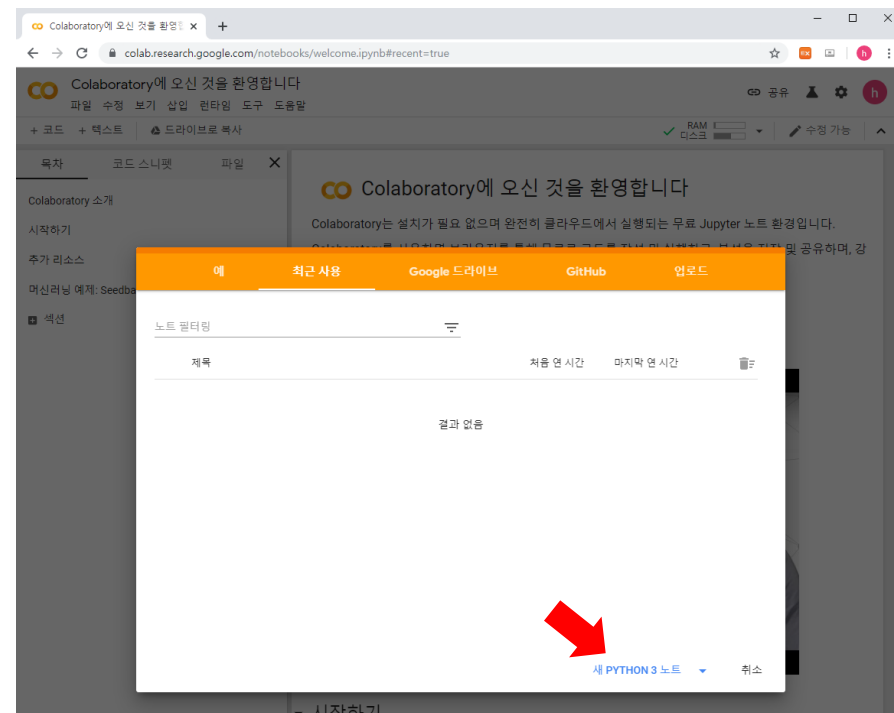 Colaboratory에 오신 것을 환영
colab.research.google.com/notebooks/welcome.ipynb#recent=true
h
Colaboratory에 오신 것을 환영합니다
파일 수정 보기 삽입 런타임 도구 도움말
공유
h
+ 코드 + 텍스트 드라이브로 복사
RAM
디스크
수정 가능
목차 코드 스니펫 파일
Colaboratory 소개
시작하기
추가 리소스
머신러닝 예제: Seedba
섹션
Colaboratory에 오신 것을 환영합니다
Colaboratory는 설치가 필요 없으며 완전히 클라우드에서 실행되는 무료 Jupyter 노트 환경입니다.
및 공유하며, 강
예 최근 사용 Google 드라이브 GitHub 업로드
노트 필터링
제목 처음 연 시간 마지막 연 시간
결과 없음
새 PYTHON 3 노트 취소
시작하기